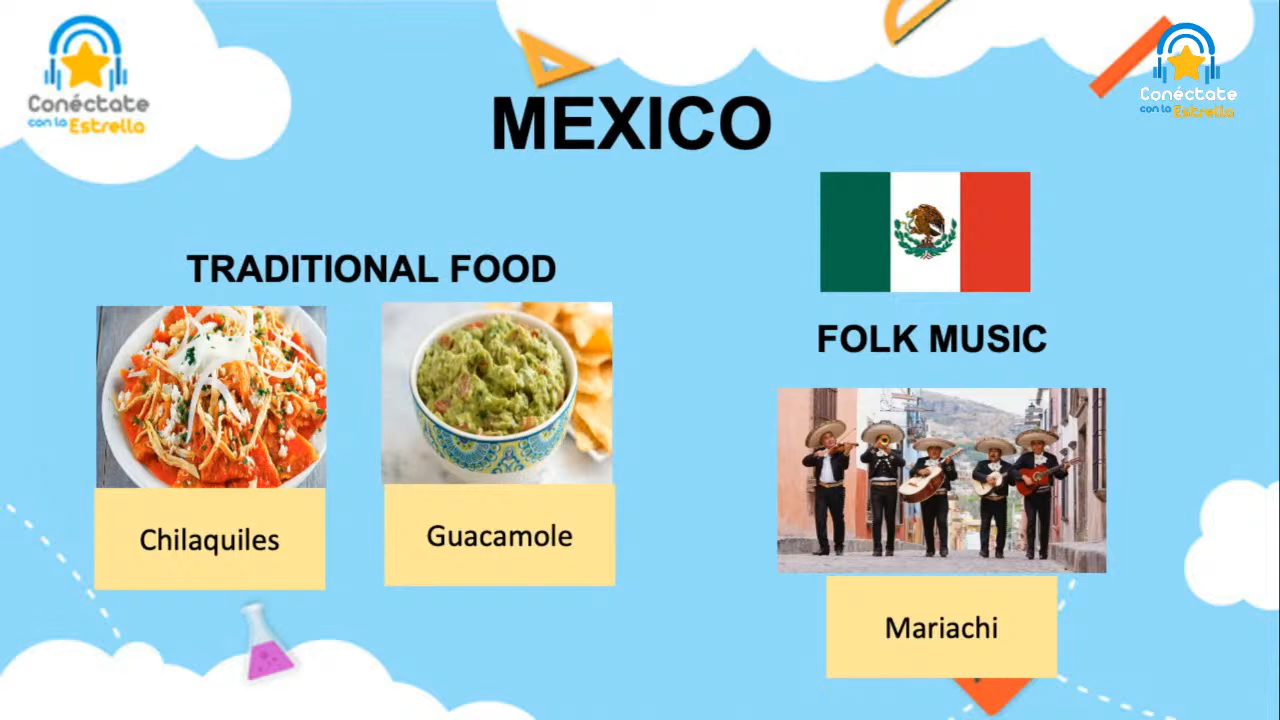 Conéctate
con la Estrella
Conéctate
con la Estrella
MEXICO
TRADITIONAL FOOD
FOLK MUSIC
Chilaquiles
Guacamole
Mariachi